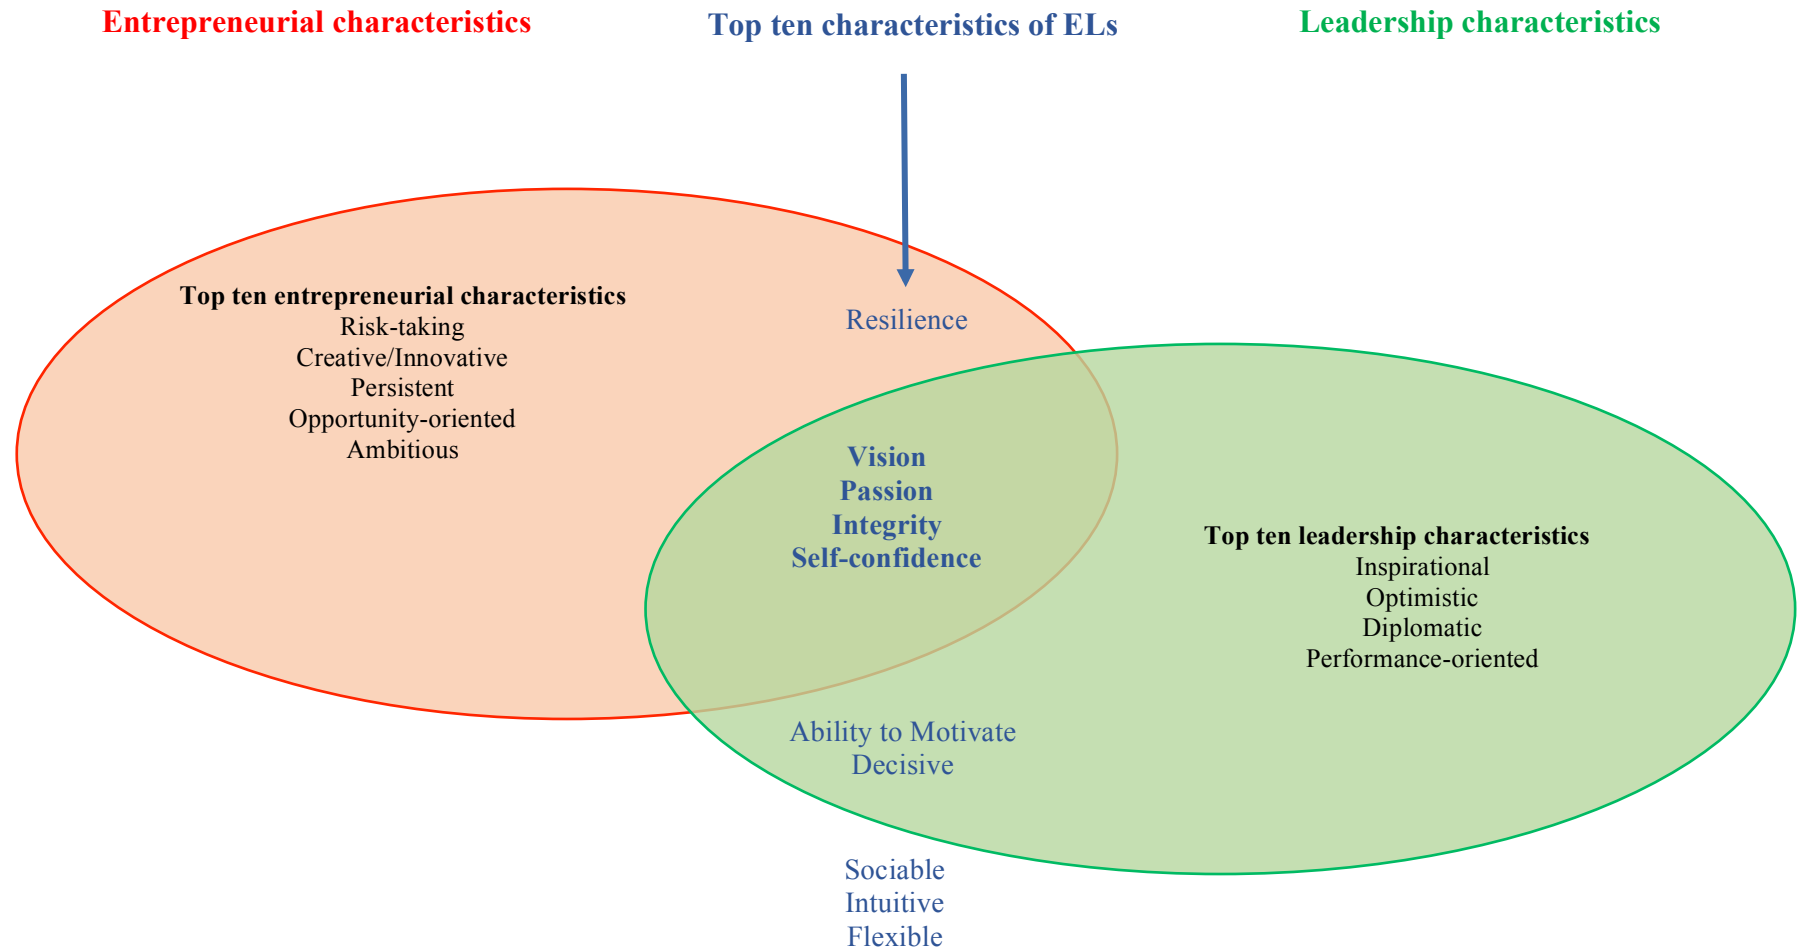 Entrepreneurial characteristics
Top ten characteristics of ELs
Leadership characteristics
Top ten entrepreneurial characteristics
Risk-taking
Creative/Innovative
Persistent
Opportunity-oriented
Ambitious
Resilience
Vision
Passion
Integrity
Self-confidence
Top ten leadership characteristics
Inspirational
Optimistic
Diplomatic
Performance-oriented
Ability to Motivate
Decisive
Sociable
Intuitive
Flexible